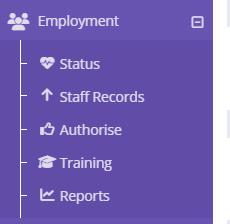 Employment
Status
Staff Records
Authorise
Training
Reports